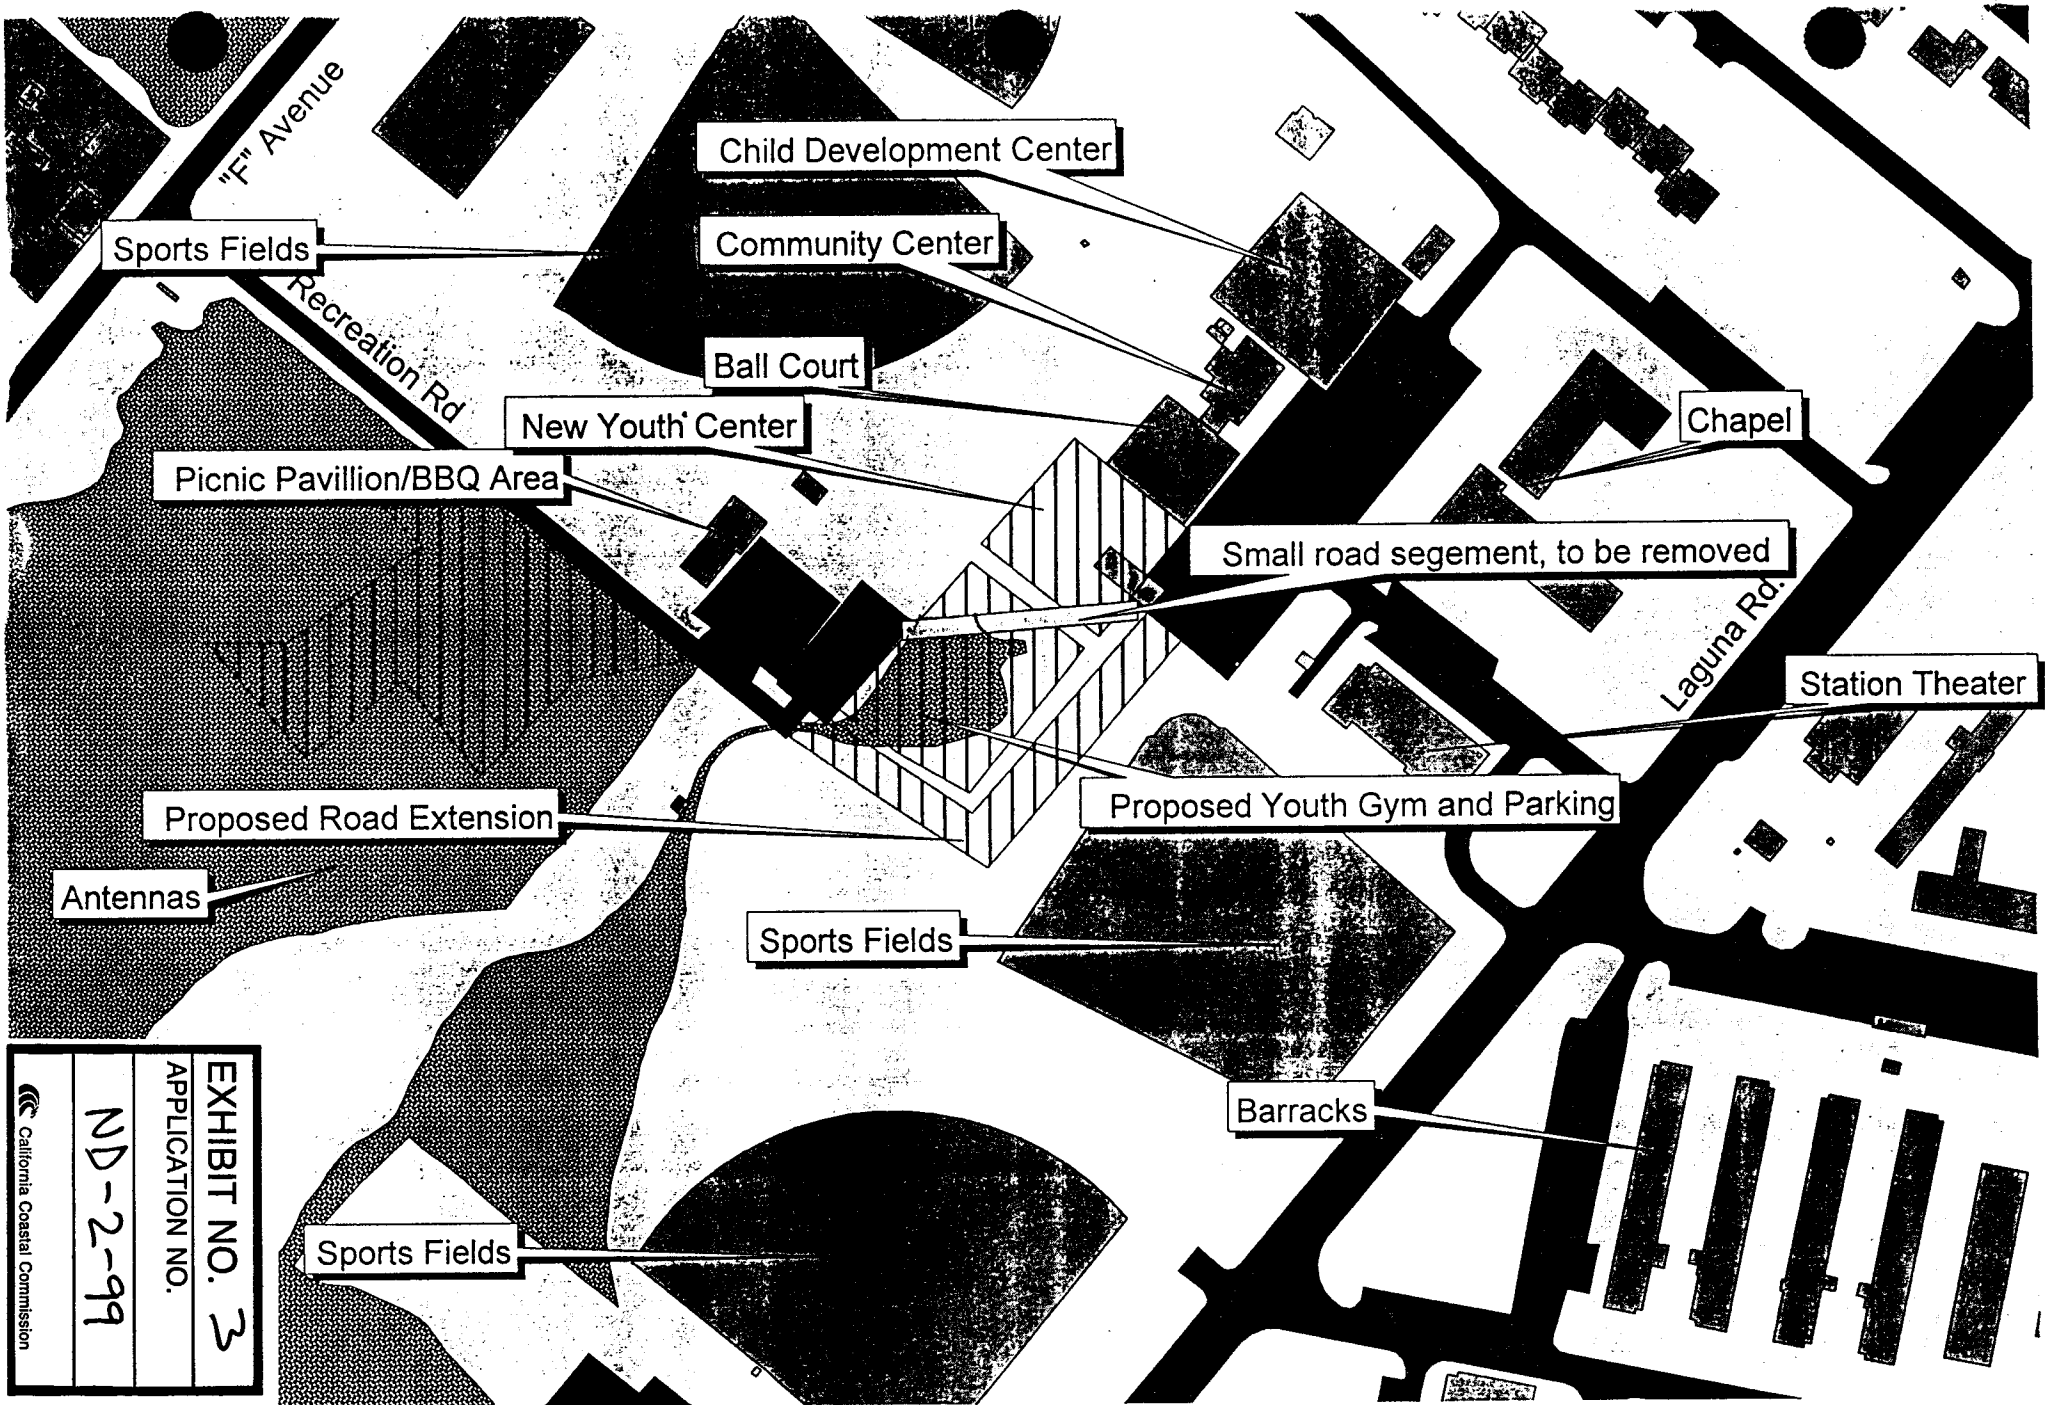 "F" Avenue
Child Development Center
Sports Fields
Community Center
Recreation Rd
Ball Court
New Youth Center
Chapel
Picnic Pavillion/BBQ Area
Small road segement, to be removed
Laguna Rd.
Station Theater
Proposed Road Extension
Proposed Youth Gym and Parking
Antennas
Sports Fields
Barracks
Sports Fields
EXHIBIT NO. 3
APPLICATION NO.
ND-2-99
California Coastal Commission